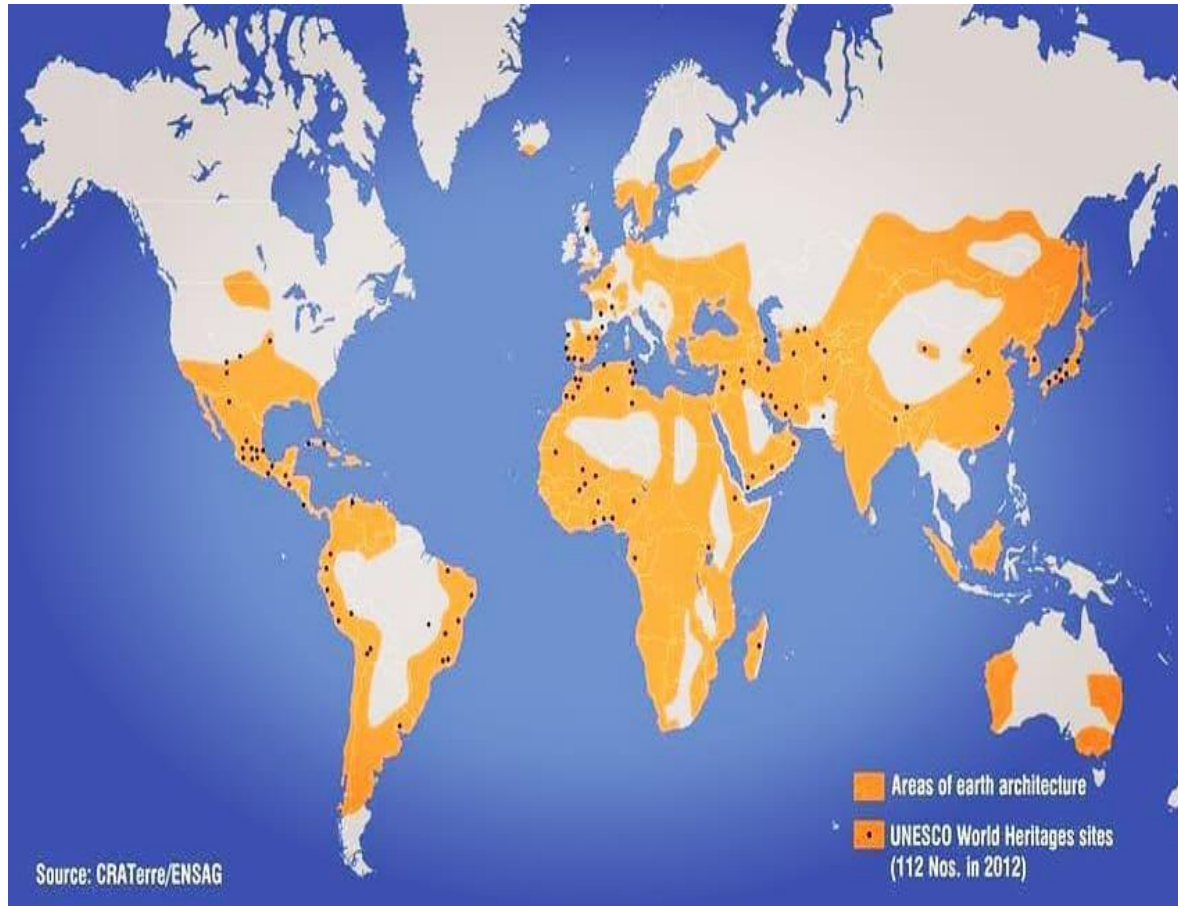 Areas of earth architecture
UNESCO World Heritages sites
(112 Nos. in 2012)
Source: CRATerre/ENSAG